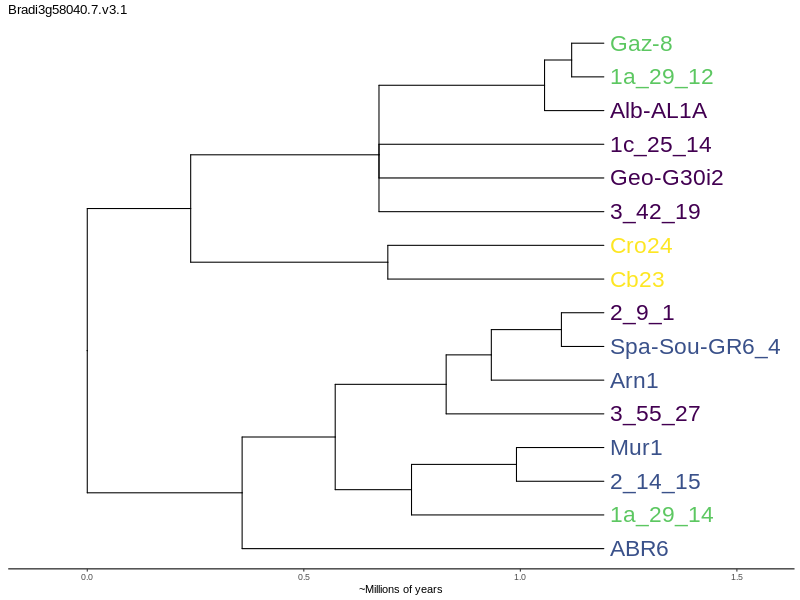 Bradi3g58040.7.v3.1
Gaz-8
1a_29_12
Alb-AL1A
1c_25_14
Geo-G30i2
3_42_19
Cro24
Cb23
2_9_1
Spa-Sou-GR6_4
Arn1
3_55_27
Mur1
2_14_15
1a_29_14
ABR6
0.0 0.5 1.0 1.5
~Millions of years